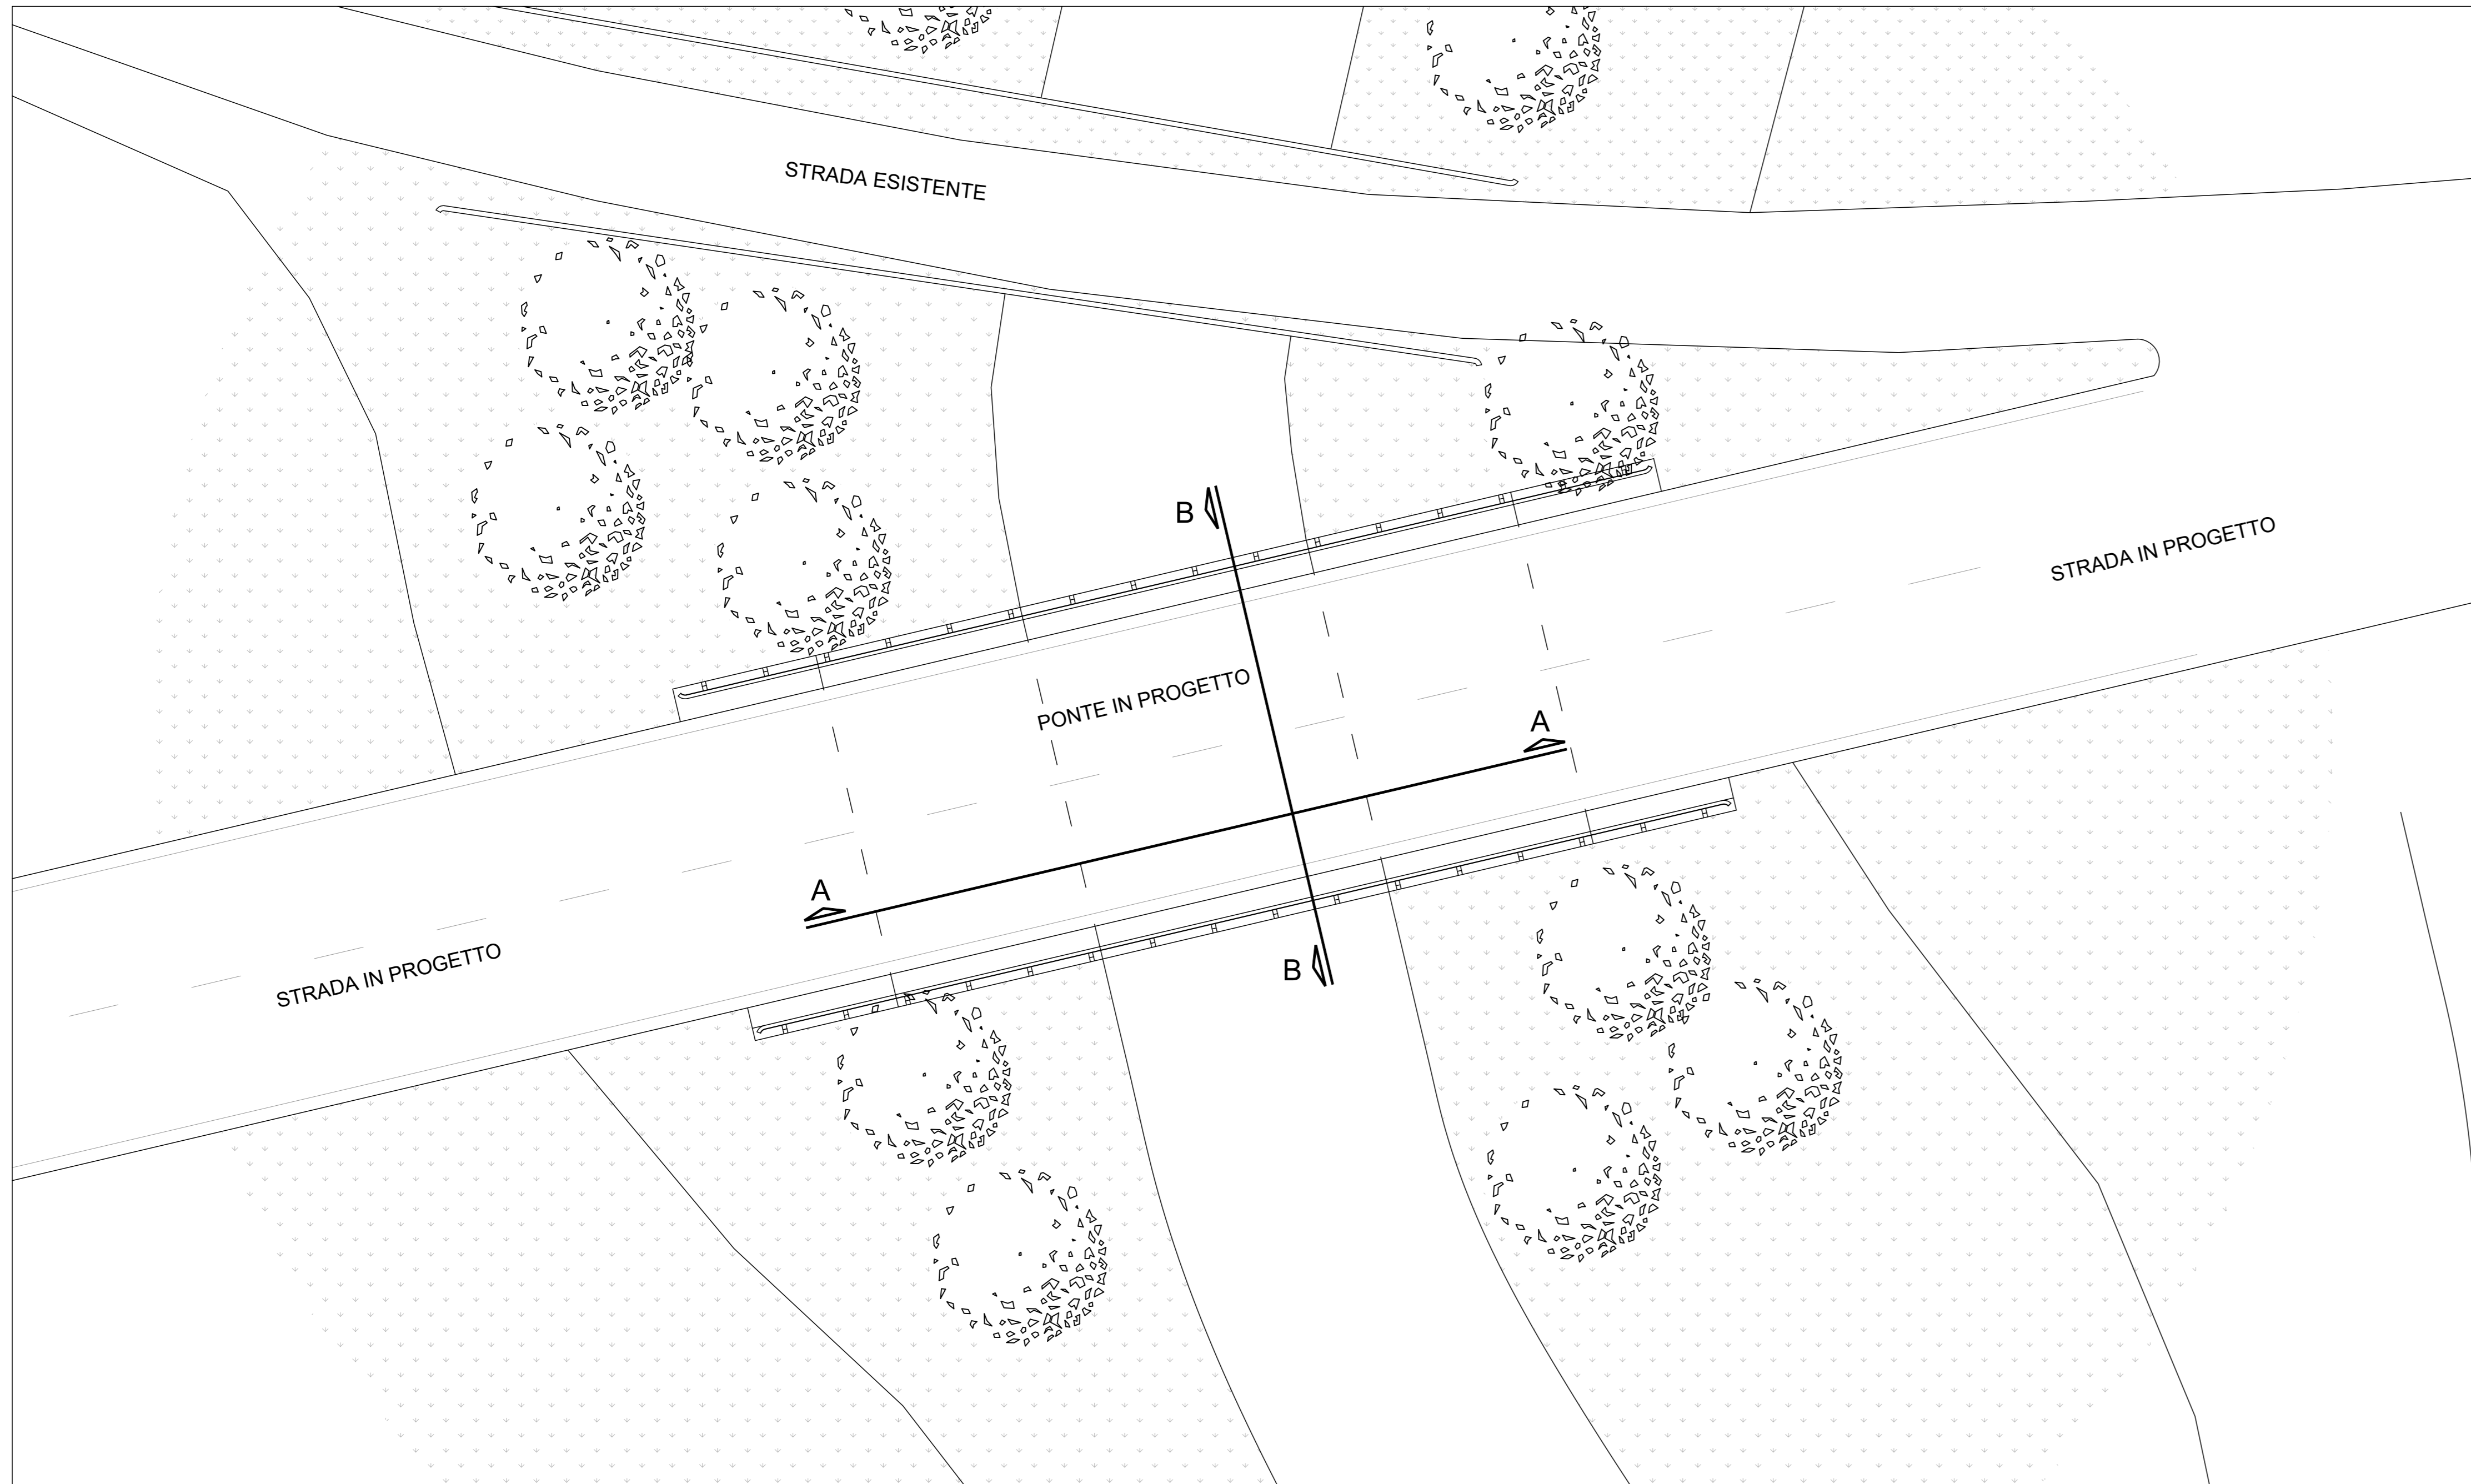 STRADA ESISTENTE
B
STRADA IN PROGETTO
PONTE IN PROGETTO
A
A
STRADA IN PROGETTO
B